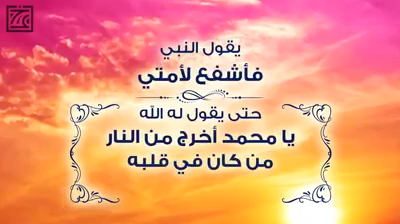 يقول النبي
فأشفع لأمتي
حتى يقول له الله
يا محمد أخرج من النار
من كان في قلبه